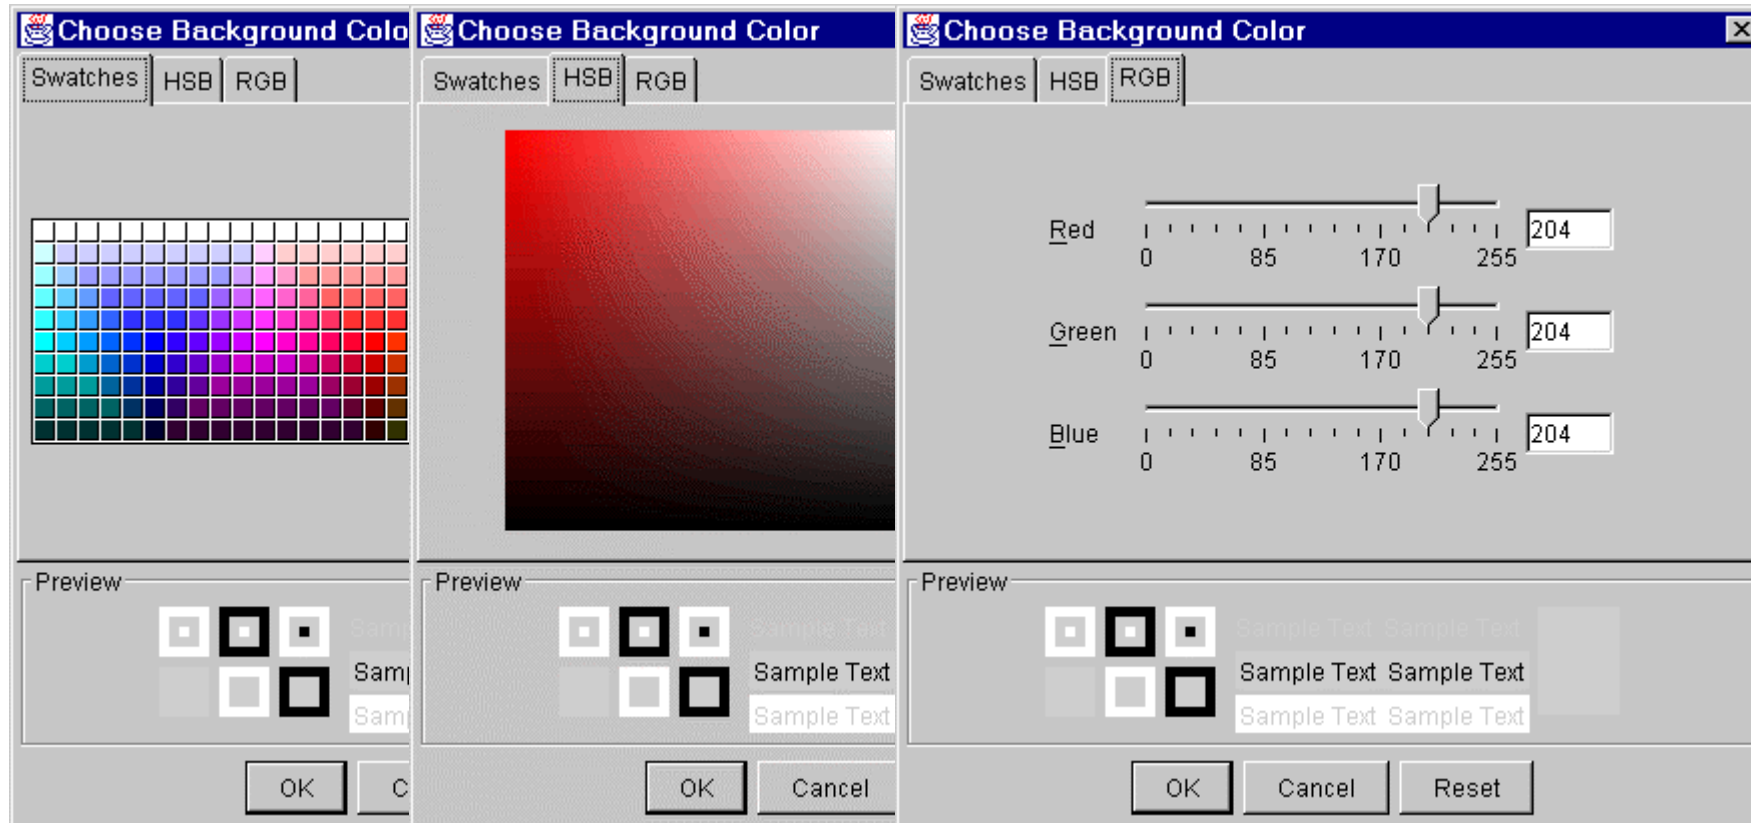 Choose Background Colo
Swatches HSB RGB
Preview
Sam
Sam
Sam
OK C
Choose Background Color
Swatches HSB RGB
Preview
Sample Text
Sample Text
Sample Text
OK Cancel
Choose Background Color
Swatches HSB RGB
Red 204
0 85 170 255
Green 204
0 85 170 255
Blue 204
0 85 170 255
Preview
Sample Text Sample Text
Sample Text Sample Text
Sample Text Sample Text
OK Cancel Reset